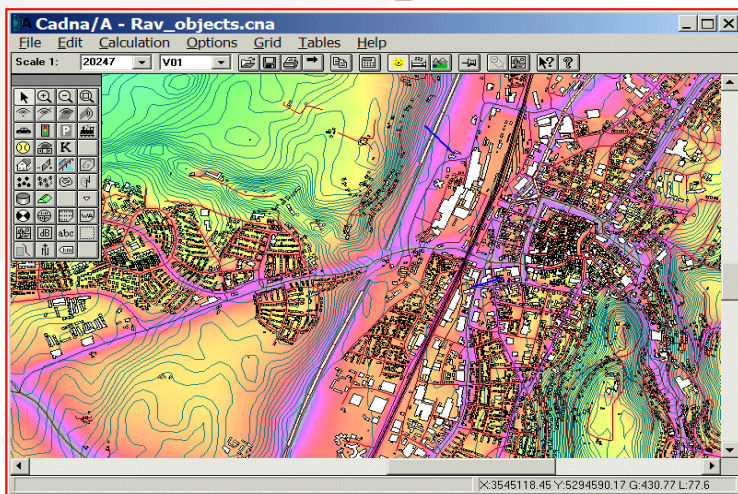 Cadna/A - Rav_objects.cna
File Edit Calculation Options Grid Tables Help
Scale 1: 20247 V01
P
K
dB abc
X:3545118.45 Y:5294590.17 G:430.77 L:77.6